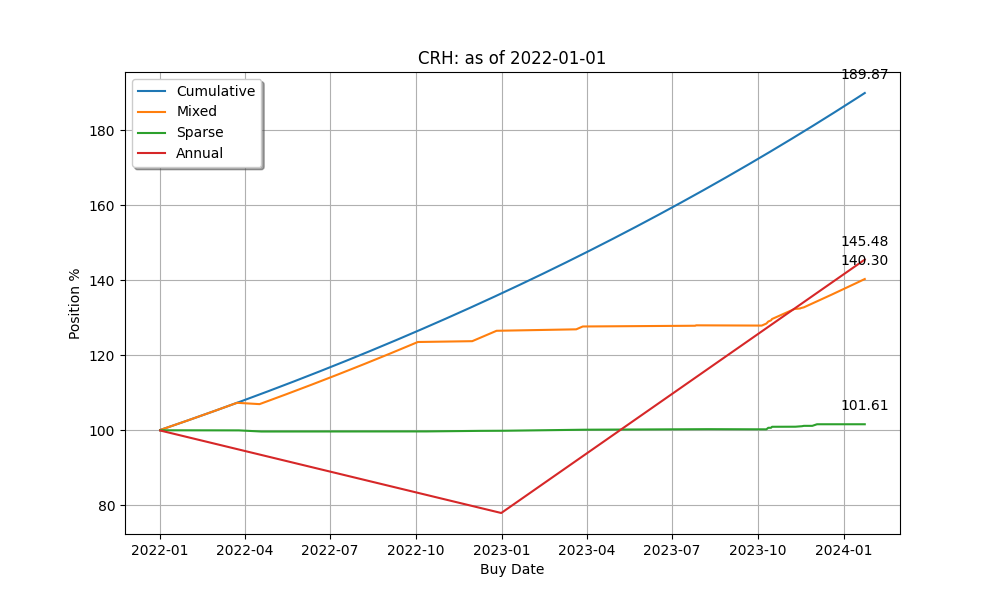 CRH: as of 2022-01-01
Cumulative
Mixed
Sparse
Annual
189.87
145.48
140.30
101.61
180
160
140
120
100
80
Position %
2022-01 2022-04 2022-07 2022-10 2023-01 2023-04 2023-07 2023-10 2024-01
Buy Date